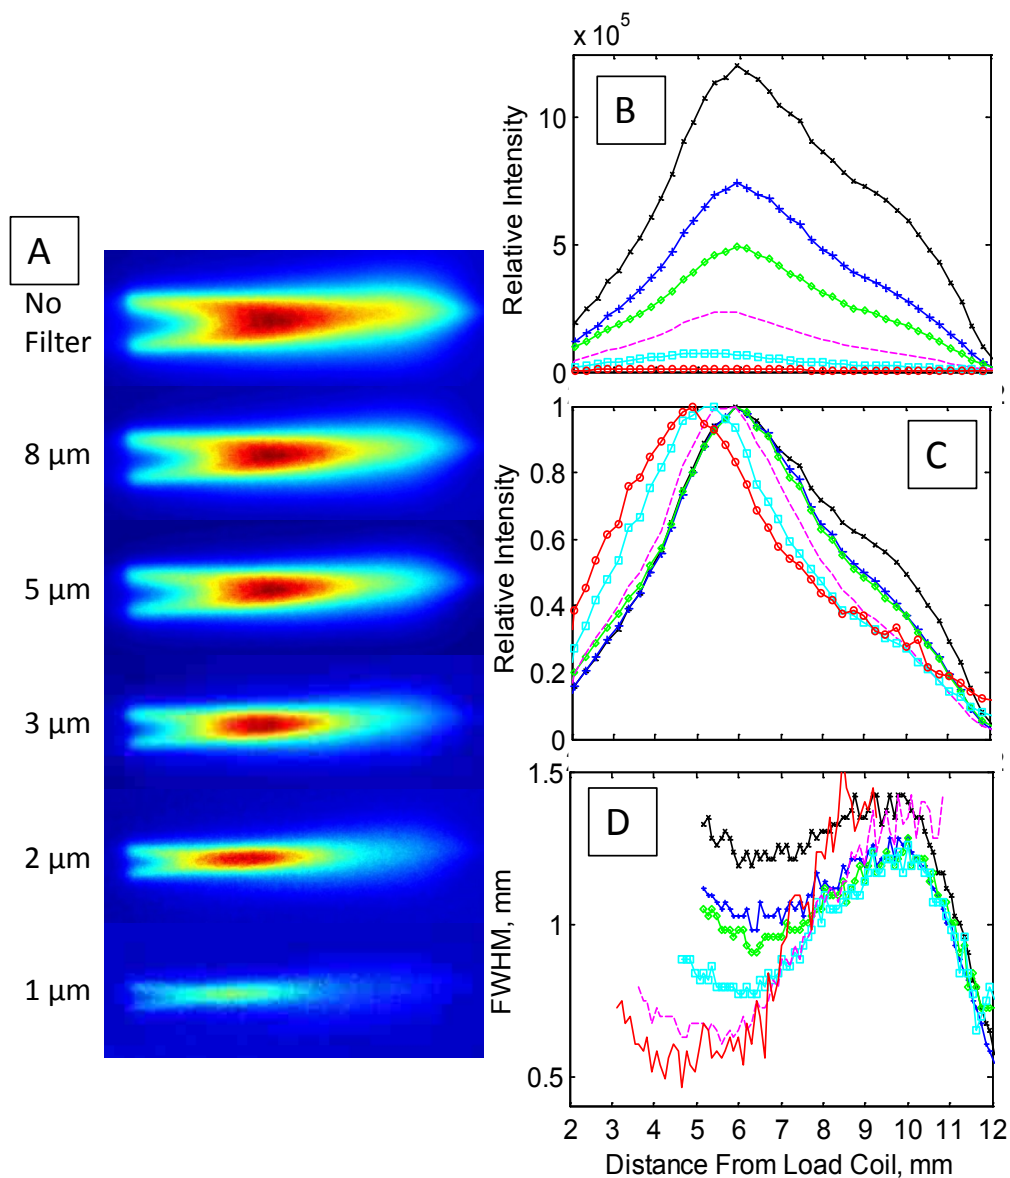 A
No
Filter
8 µm
5 µm
3 µm
2 µm
1 µm
x 10^5
B
10
5
0
Relative Intensity
2
C
1
0.8
0.6
0.4
0.2
0
Relative Intensity
2
D
1.5
1
0.5
FWHM, mm
2 3 4 5 6 7 8 9 10 11 12
Distance From Load Coil, mm